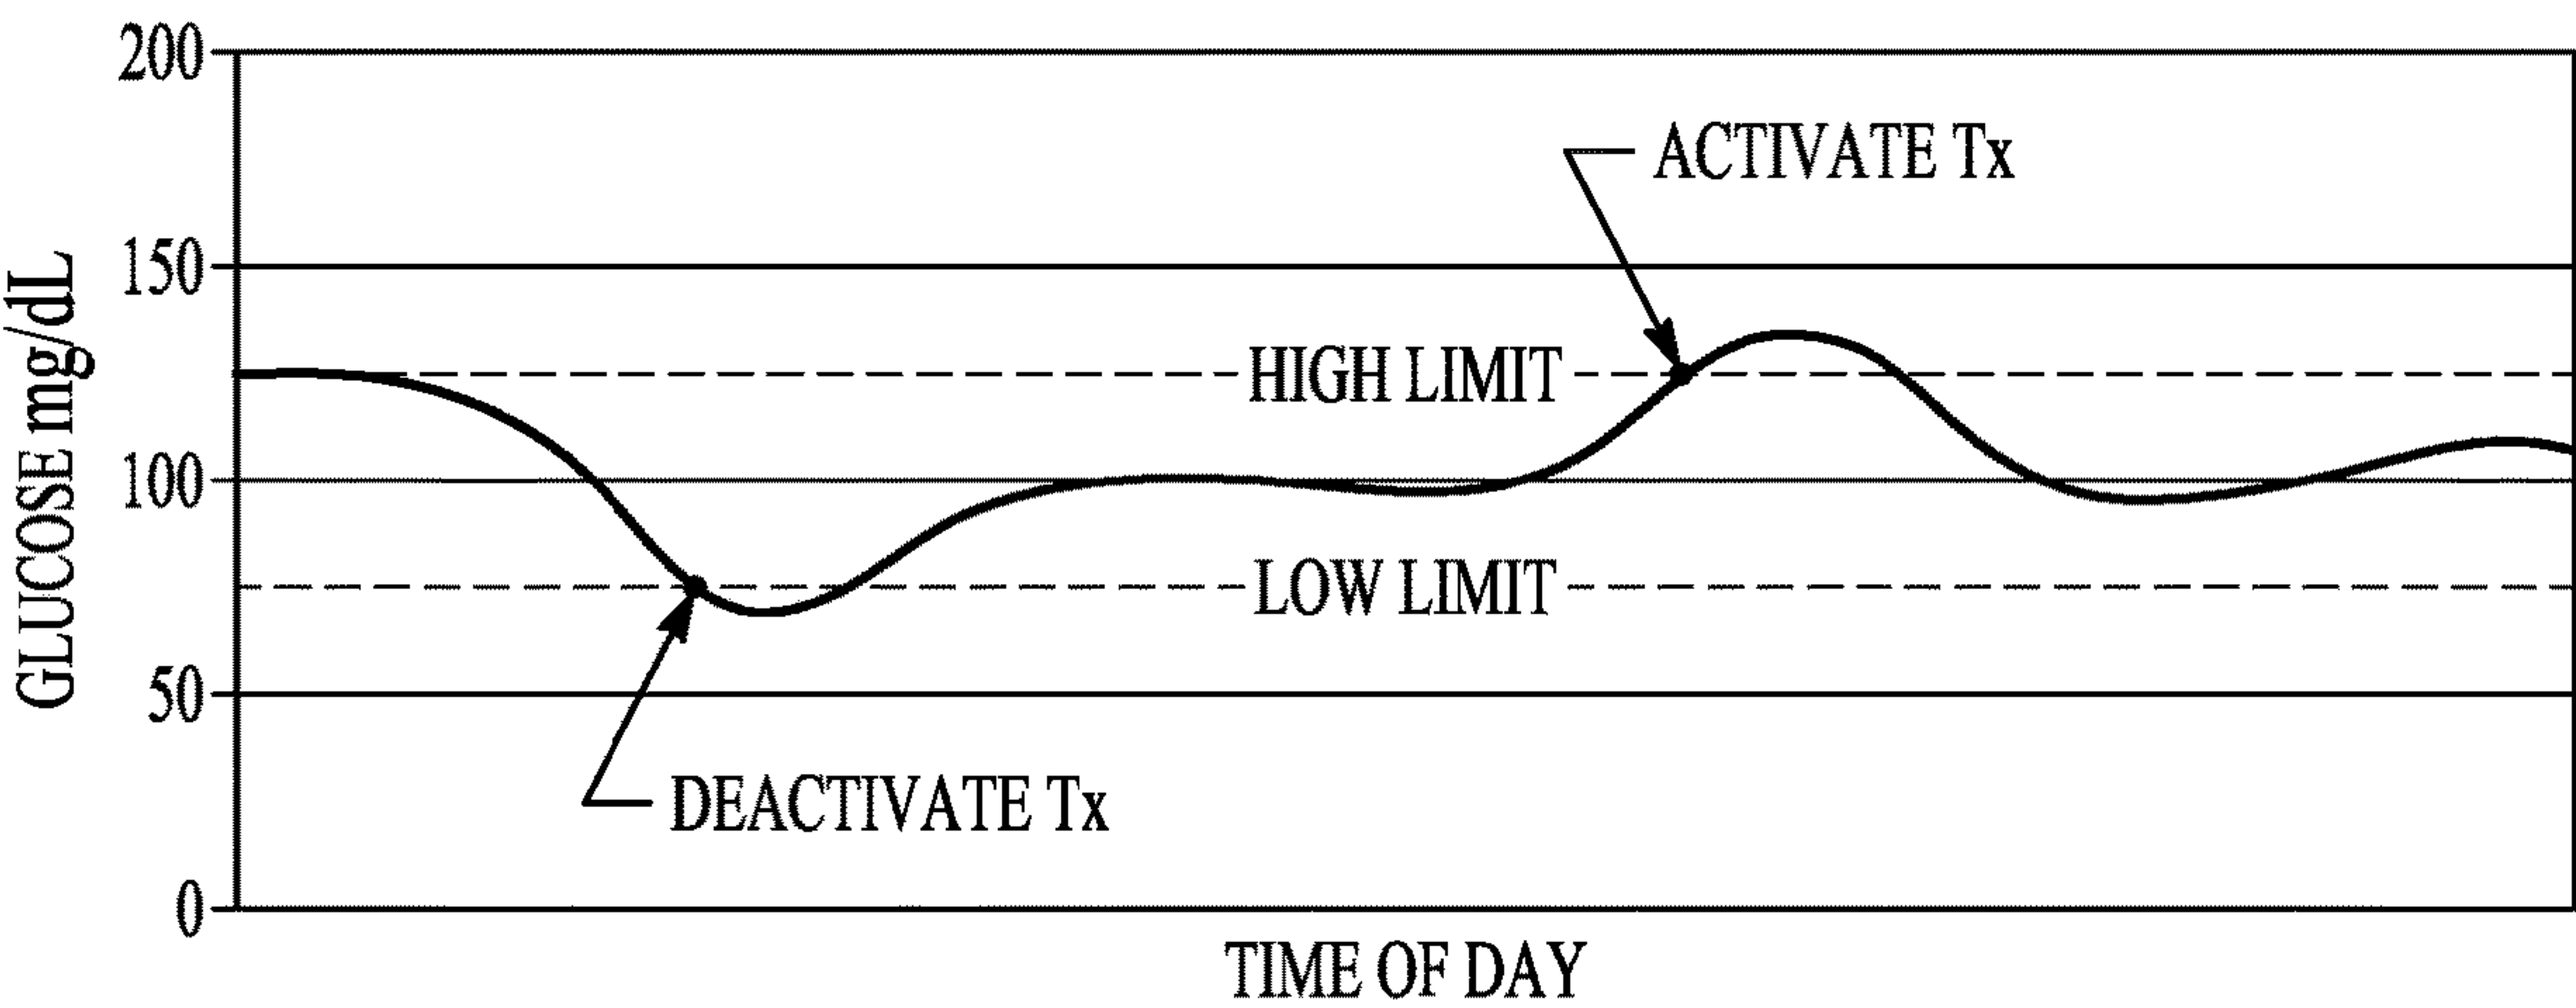 200
ACTIVATE Tx
150
GLUCOSE mg/dL
HIGH LIMIT
100
LOW LIMIT
50
DEACTIVATE Tx
0
TIME OF DAY